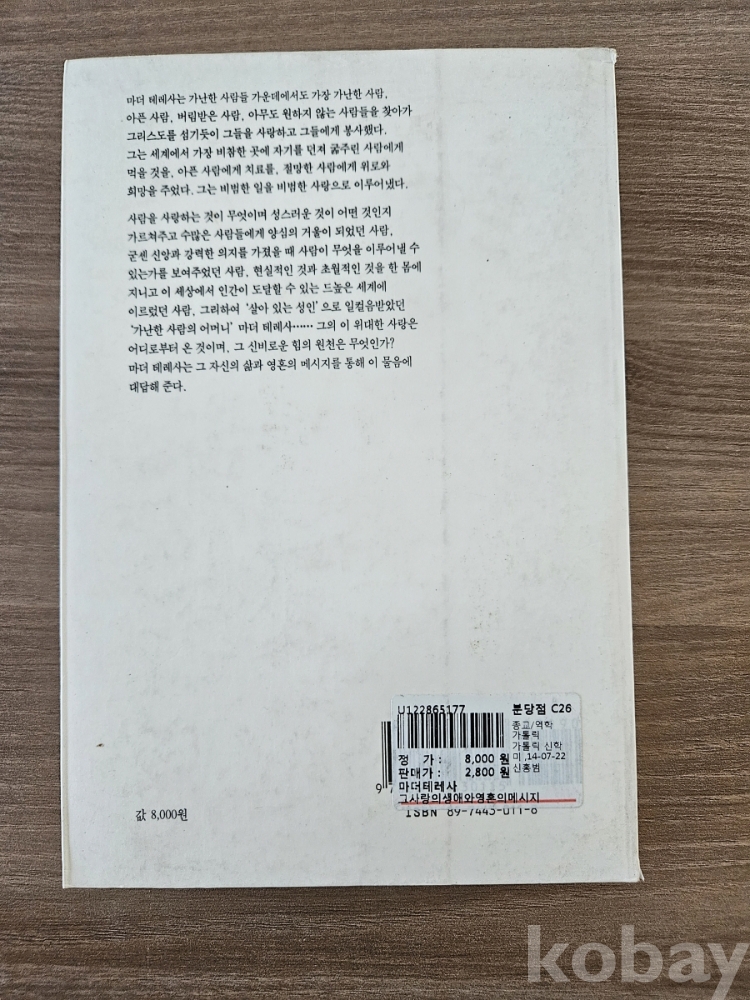 마더 테레사는 가난한 사람들 가운데에서도 가장 가난한 사람,
아픈 사람, 버림받은 사람, 아무도 원하지 않는 사람들을 찾아가
그리스도를 섬기듯이 그들을 사랑하고 그들에게 봉사했다.
그는 세계에서 가장 비참한 곳에 자기를 던져 굶주린 사람에게
먹을 것을, 아픈 사람에게 치료를, 절망한 사람에게 위로와
희망을 주었다. 그는 비범한 일을 비범한 사랑으로 이루어냈다.
사람을 사랑하는 것이 무엇이며 성스러운 것이 어떤 것인지
가르쳐주고 수많은 사람들에게 양심의 거울이 되었던 사람,
굳센 신앙과 강력한 의지를 가졌을 때 사람이 무엇을 이루어낼 수
있는가를 보여주었던 사람, 현실적인 것과 초월적인 것을 한 몸에
지니고 이 세상에서 인간이 도달할 수 있는 드높은 세계에
이르렀던 사람, 그리하여 ‘살아 있는 성인’으로 일컬음받았던
‘가난한 사람의 어머니’ 마더 테레사…… 그의 이 위대한 사랑은
어디로부터 온 것이며, 그 신비로운 힘의 원천은 무엇인가?
마더 테레사는 그 자신의 삶과 영혼의 메시지를 통해 이 물음에
대답해 준다.
U122865177
분당점 C26
종교/역학
가톨릭
가톨릭 신학
미 ,14-07-22
신홍범
정 가 : 8,000 원
판매가 : 2,800 원
마더테레사
그사랑의생애와영혼의메시지
9 7
ISBN 89-7443-011-8
값 8,000원
kobay